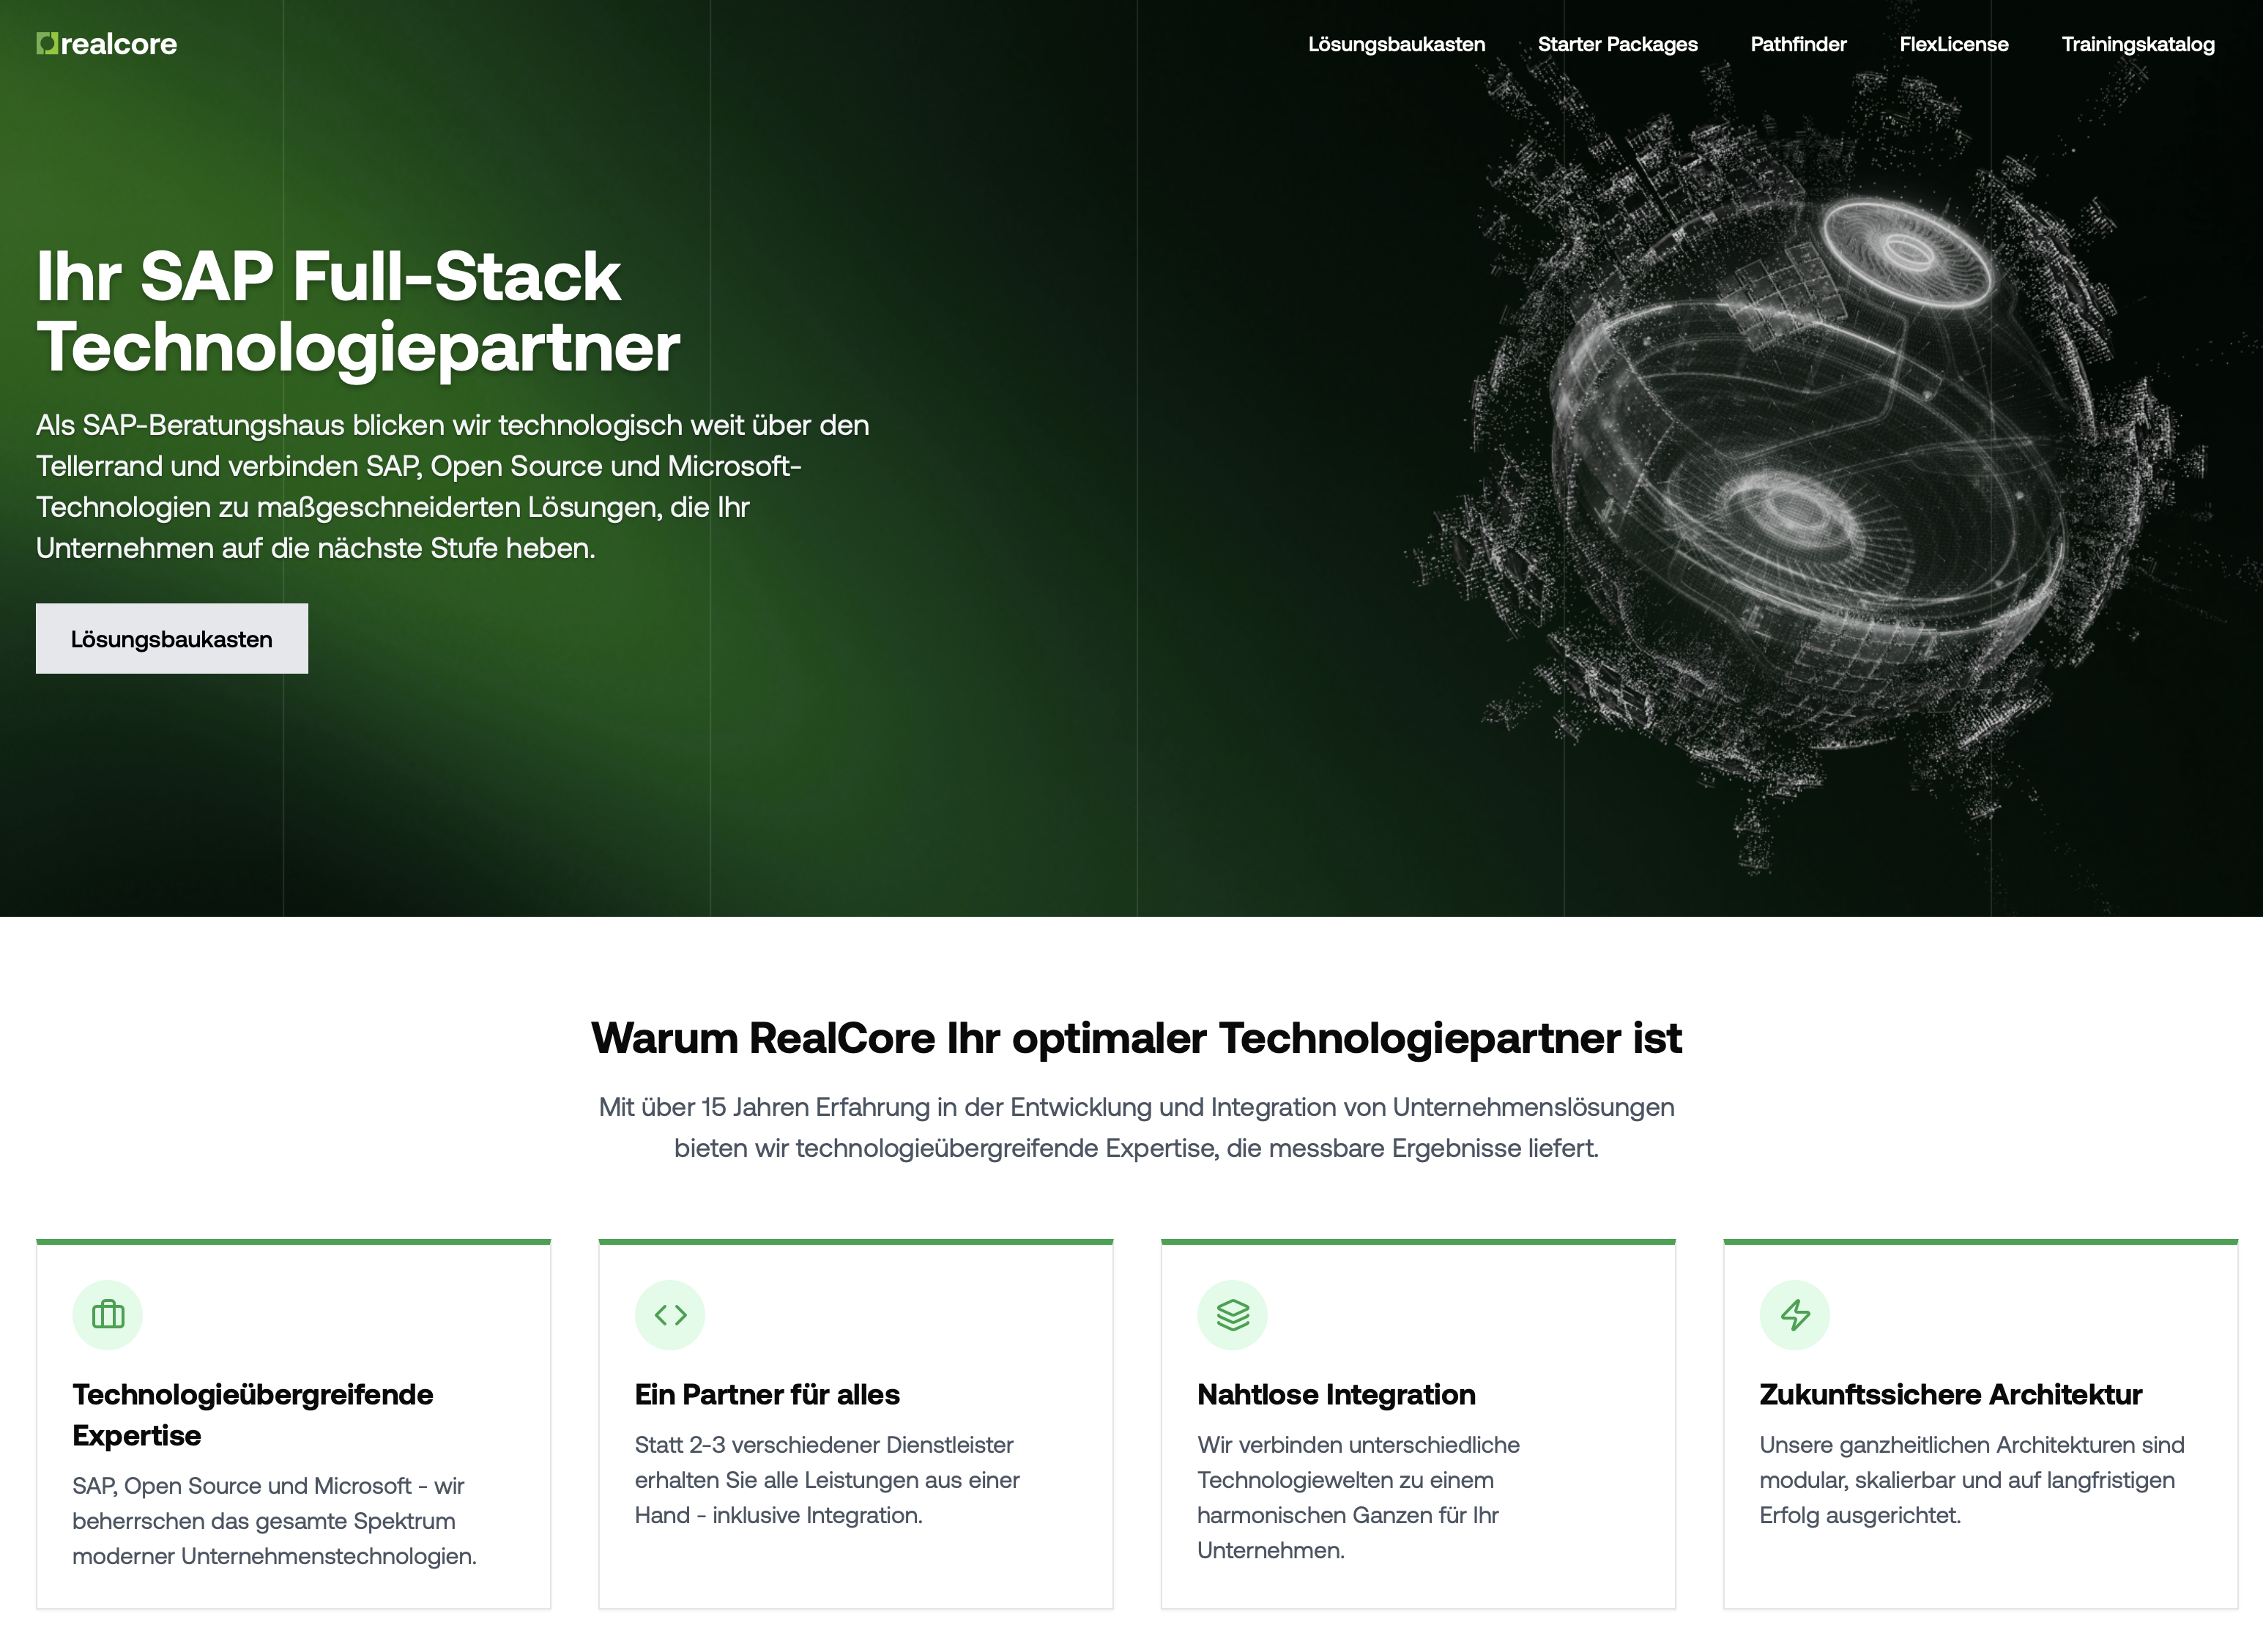 realcore
Lösungsbaukasten
Starter Packages
Pathfinder
FlexLicense
Trainingskatalog
Ihr SAP Full-Stack
Technologiepartner
Als SAP-Beratungshaus blicken wir technologisch weit über den
Tellerrand und verbinden SAP, Open Source und Microsoft-
Technologien zu maßgeschneiderten Lösungen, die Ihr
Unternehmen auf die nächste Stufe heben.
Lösungsbaukasten
Warum RealCore Ihr optimaler Technologiepartner ist
Mit über 15 Jahren Erfahrung in der Entwicklung und Integration von Unternehmenslösungen
bieten wir technologieübergreifende Expertise, die messbare Ergebnisse liefert.
Technologieübergreifende
Expertise
SAP, Open Source und Microsoft - wir
beherrschen das gesamte Spektrum
moderner Unternehmenstechnologien.
Ein Partner für alles
Statt 2-3 verschiedener Dienstleister
erhalten Sie alle Leistungen aus einer
Hand - inklusive Integration.
Nahtlose Integration
Wir verbinden unterschiedliche
Technologiewelten zu einem
harmonischen Ganzen für Ihr
Unternehmen.
Zukunftssichere Architektur
Unsere ganzheitlichen Architekturen sind
modular, skalierbar und auf langfristigen
Erfolg ausgerichtet.